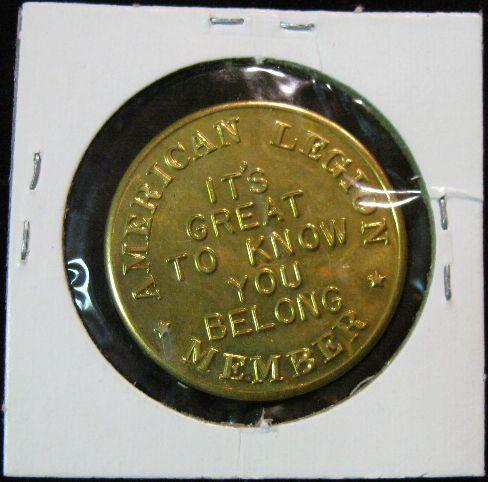 AMERICAN LEGION
IT'S
GREAT
TO KNOW
YOU
BELONG
MEMBER